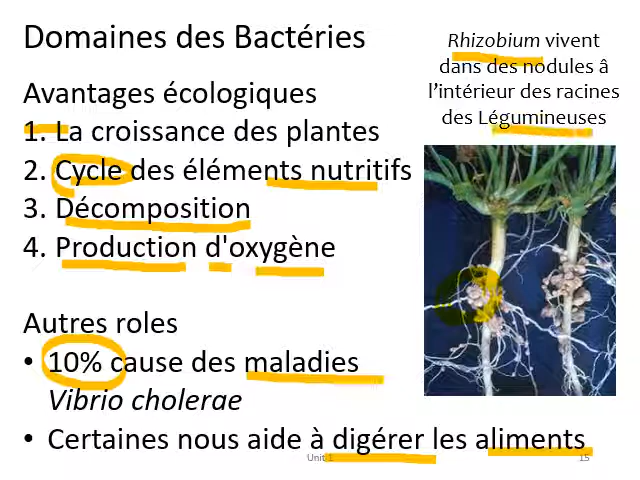 Domaines des Bactéries
Avantages écologiques
1. La croissance des plantes
2. Cycle des éléments nutritifs
3. Décomposition
4. Production d'oxygène
Autres roles
• 10% cause des maladies
Vibrio cholerae
• Certaines nous aide à digérer les aliments
Rhizobium vivent
dans des nodules â
l’intérieur des racines
des Légumineuses
Unit 1
15